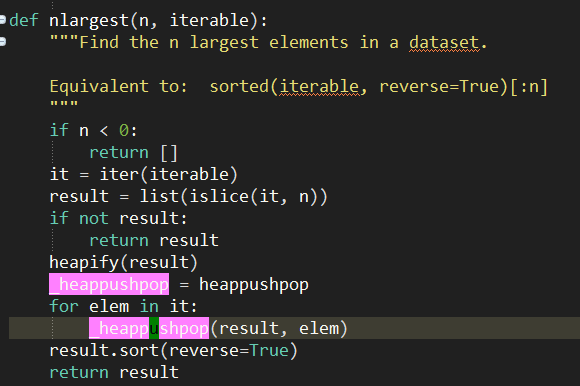 def nlargest(n, iterable):
    """Find the n largest elements in a dataset.

    Equivalent to:  sorted(iterable, reverse=True)[:n]
    """
    if n < 0:
        return []
    it = iter(iterable)
    result = list(islice(it, n))
    if not result:
        return result
    heapify(result)
    _heappushpop = heappushpop
    for elem in it:
        _heappushpop(result, elem)
    result.sort(reverse=True)
    return result